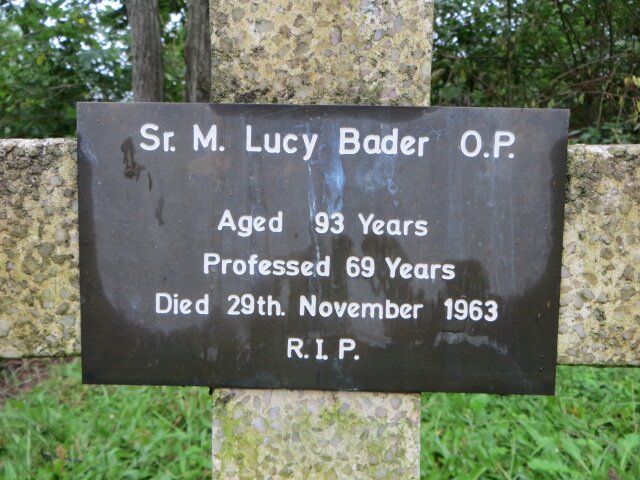 Sr. M. Lucy Bader O.P.
Aged 93 Years
Professed 69 Years
Died 29th. November 1963
R.I.P.